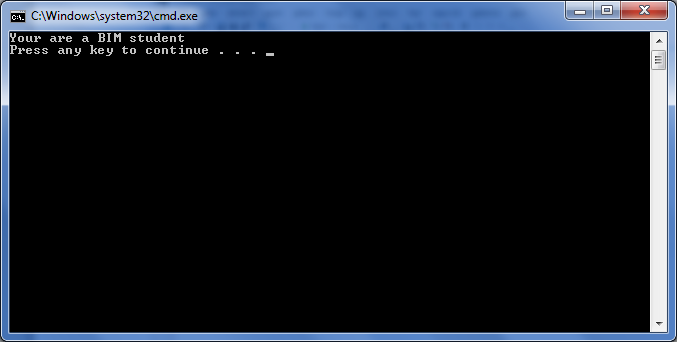 C:\Windows\system32\cmd.exe
Your are a BIM student
Press any key to continue . . . _